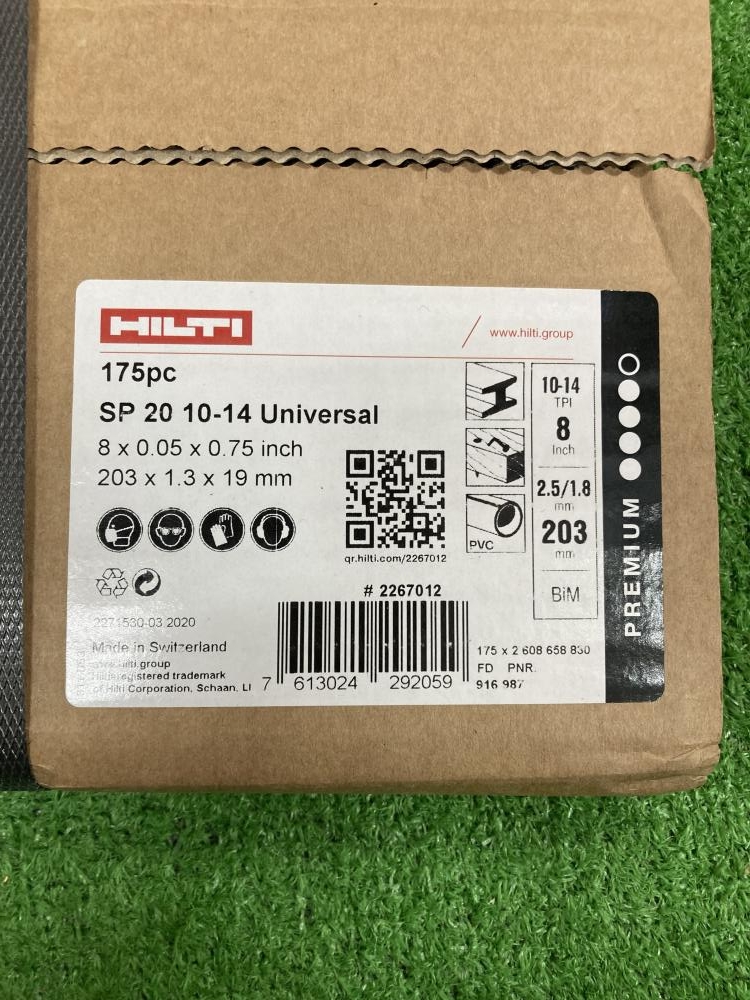 HILTI
www.hilti.group
175pc
SP 20 10-14 Universal
8 x 0.05 x 0.75 inch
203 x 1.3 x 19 mm
qr.hilti.com/2267012
PVC
10-14
TPI
8
Inch
2.5/1.8
mm
203
mm
BiM
PREMIUM
2271530-03.2020
Made in Switzerland
www.hilti.group
registered trademark
of Hilti Corporation, Schaan, LI
# 2267012
7 613024 292059
175 x 2 608 658 830
FD PNR.
916 987